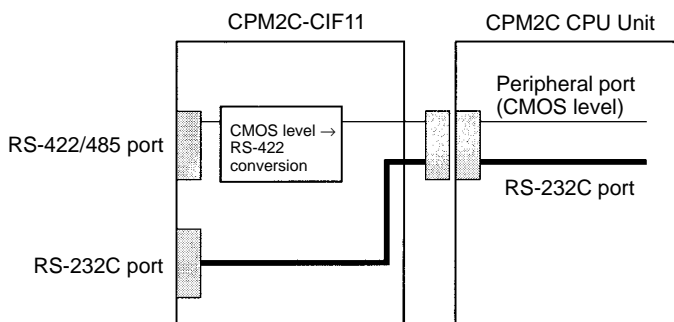 CPM2C-CIF11
CPM2C CPU Unit
Peripheral port
(CMOS level)
CMOS level →
RS-422
conversion
RS-422/485 port
RS-232C port
RS-232C port